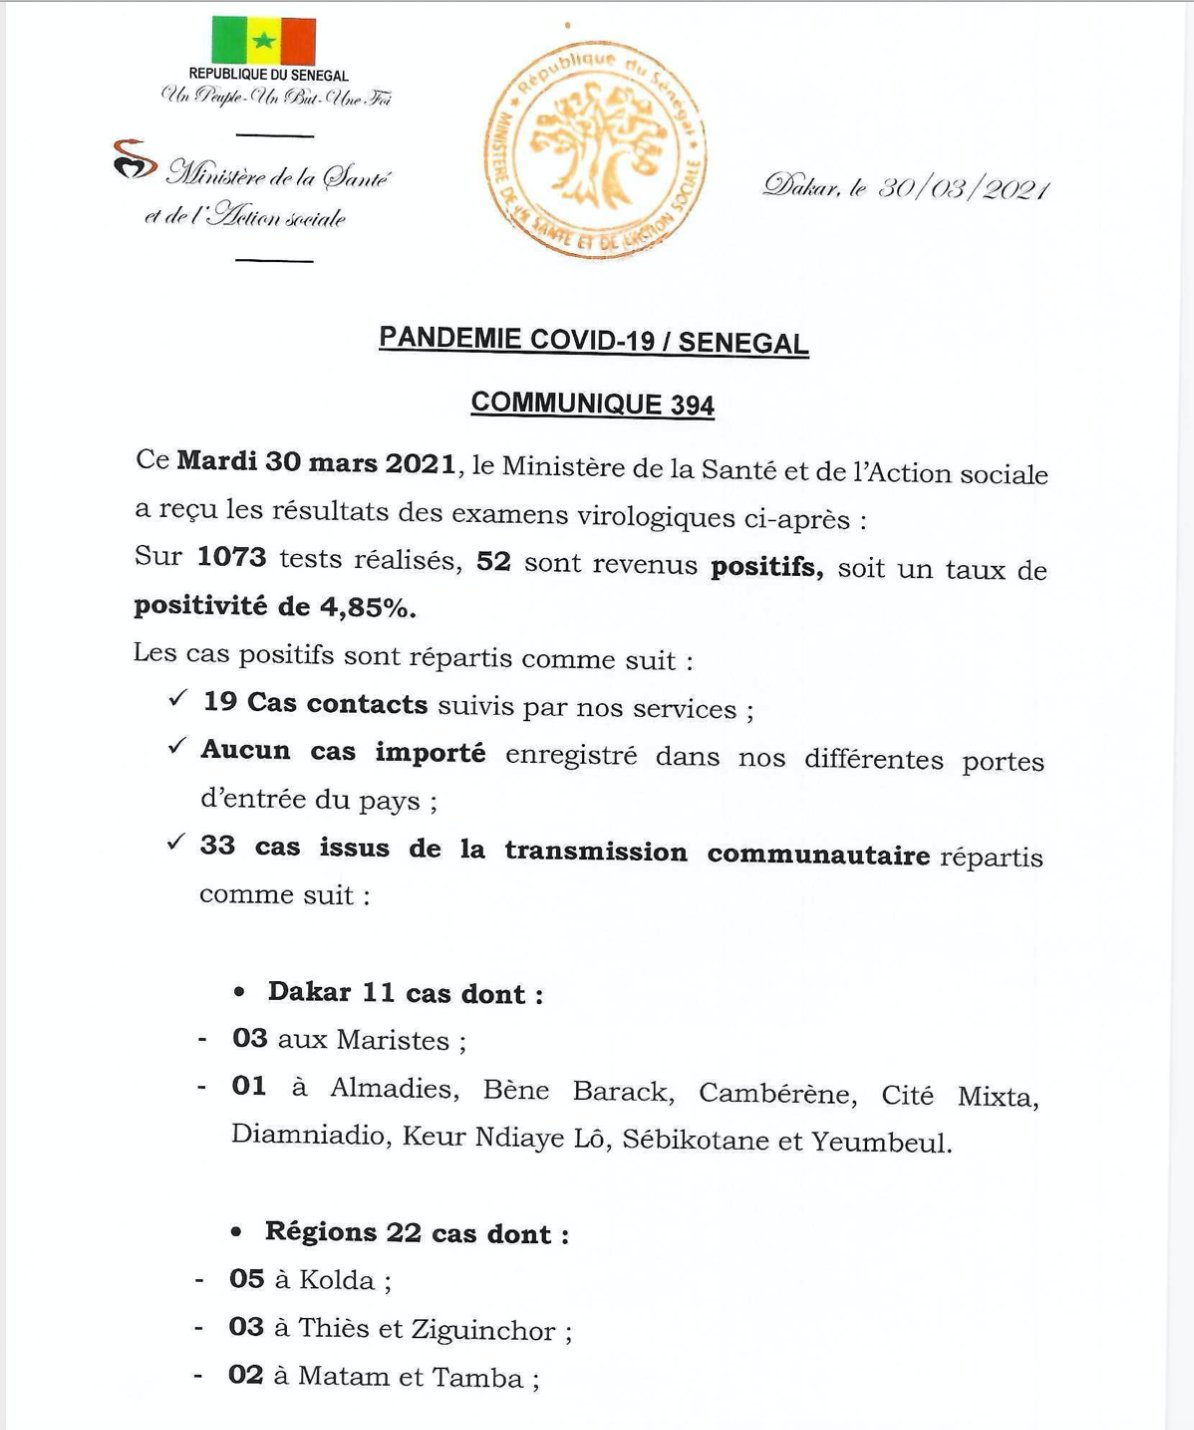 REPUBLIQUE DU SENEGAL
Un Peuple-Un But-Une Foi
Ministère de la Santé
et de l'Action sociale
République du Sénégal
MINISTERE DE LA SANTE ET DE L'ACTION SOCIALE
Dakar, le 30/03/2021
PANDEMIE COVID-19 / SENEGAL
COMMUNIQUE 394
Ce Mardi 30 mars 2021, le Ministère de la Santé et de l'Action sociale
a reçu les résultats des examens virologiques ci-après :
Sur 1073 tests réalisés, 52 sont revenus positifs, soit un taux de
positivité de 4,85%.
Les cas positifs sont répartis comme suit :
✓ 19 Cas contacts suivis par nos services ;
✓ Aucun cas importé enregistré dans nos différentes portes
d'entrée du pays ;
✓ 33 cas issus de la transmission communautaire répartis
comme suit :
• Dakar 11 cas dont :
- 03 aux Maristes ;
- 01 à Almadies, Bène Barack, Cambérène, Cité Mixta,
Diamniadio, Keur Ndiaye Lô, Sébikotane et Yeumbeul.
• Régions 22 cas dont :
- 05 à Kolda ;
- 03 à Thiès et Ziguinchor ;
- 02 à Matam et Tamba ;